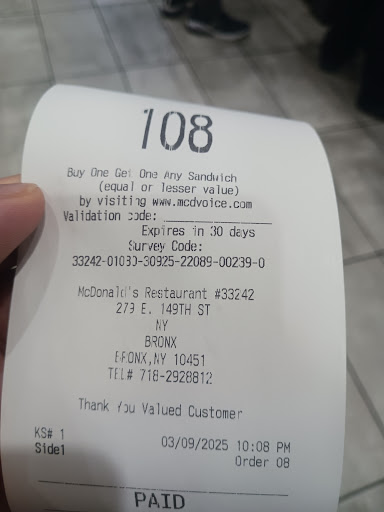 108
Buy One Get One Any Sandwich
(equal or lesser value)
by visiting www.mcdvoice.com
Validation code: ______________
Expires in 30 days
Survey Code:
33242-01080-30925-22089-00239-0
McDonald's Restaurant #33242
279 E. 149TH ST
NY
BRONX
BRONX,NY 10451
TEL# 718-2928812
Thank You Valued Customer
KS# 1
03/09/2025 10:08 PM
Side1
Order 08
PAID